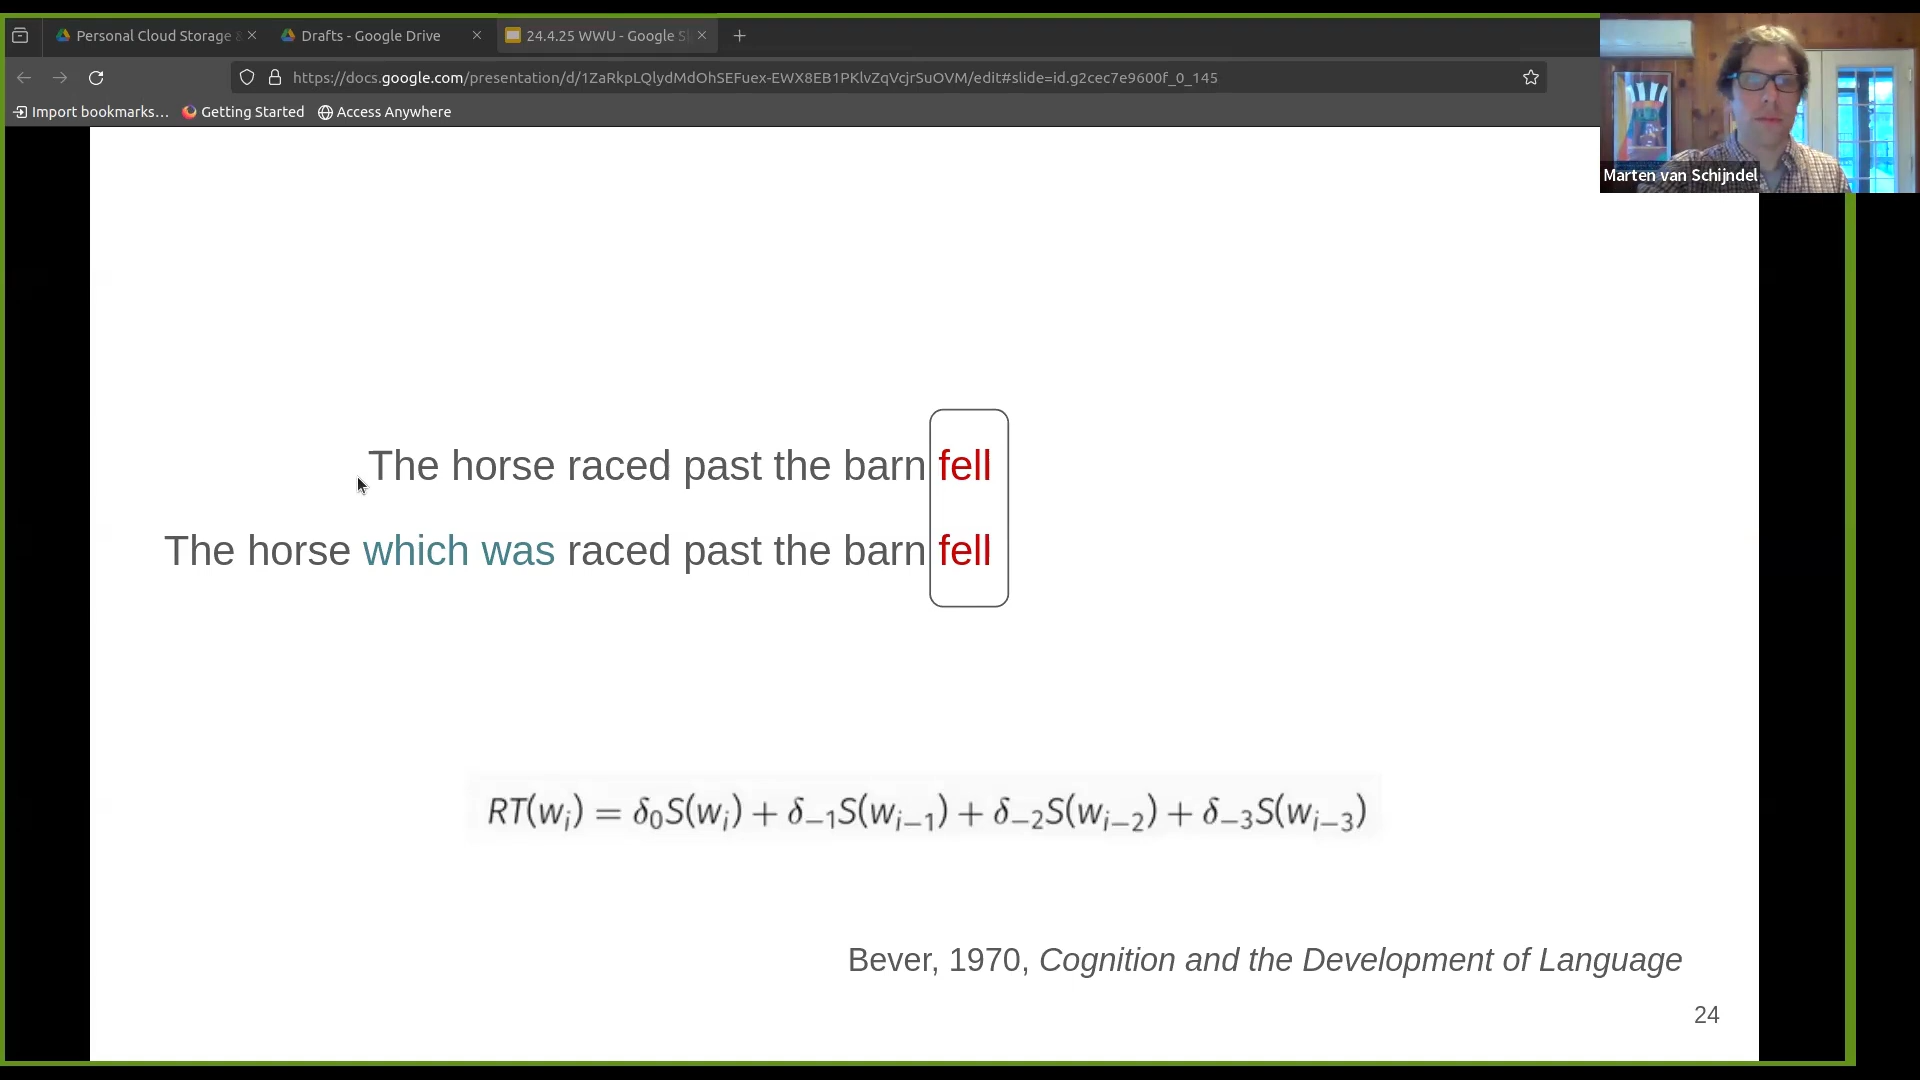 Personal Cloud Storage
Drafts - Google Drive
24.4.25 WWU - Google S
https://docs.google.com/presentation/d/1ZaRkpLQlydMdOhSEFuex-EWX8EB1PKlvZqVcjrSuOVM/edit#slide=id.g2cec7e9600f_0_145
Import bookmarks... Getting Started Access Anywhere
Marten van Schijndel
The horse raced past the barn fell
The horse which was raced past the barn fell
RT(wᵢ) = δ₀S(wᵢ) + δ₋₁S(wᵢ₋₁) + δ₋₂S(wᵢ₋₂) + δ₋₃S(wᵢ₋₃)
Bever, 1970, Cognition and the Development of Language
24